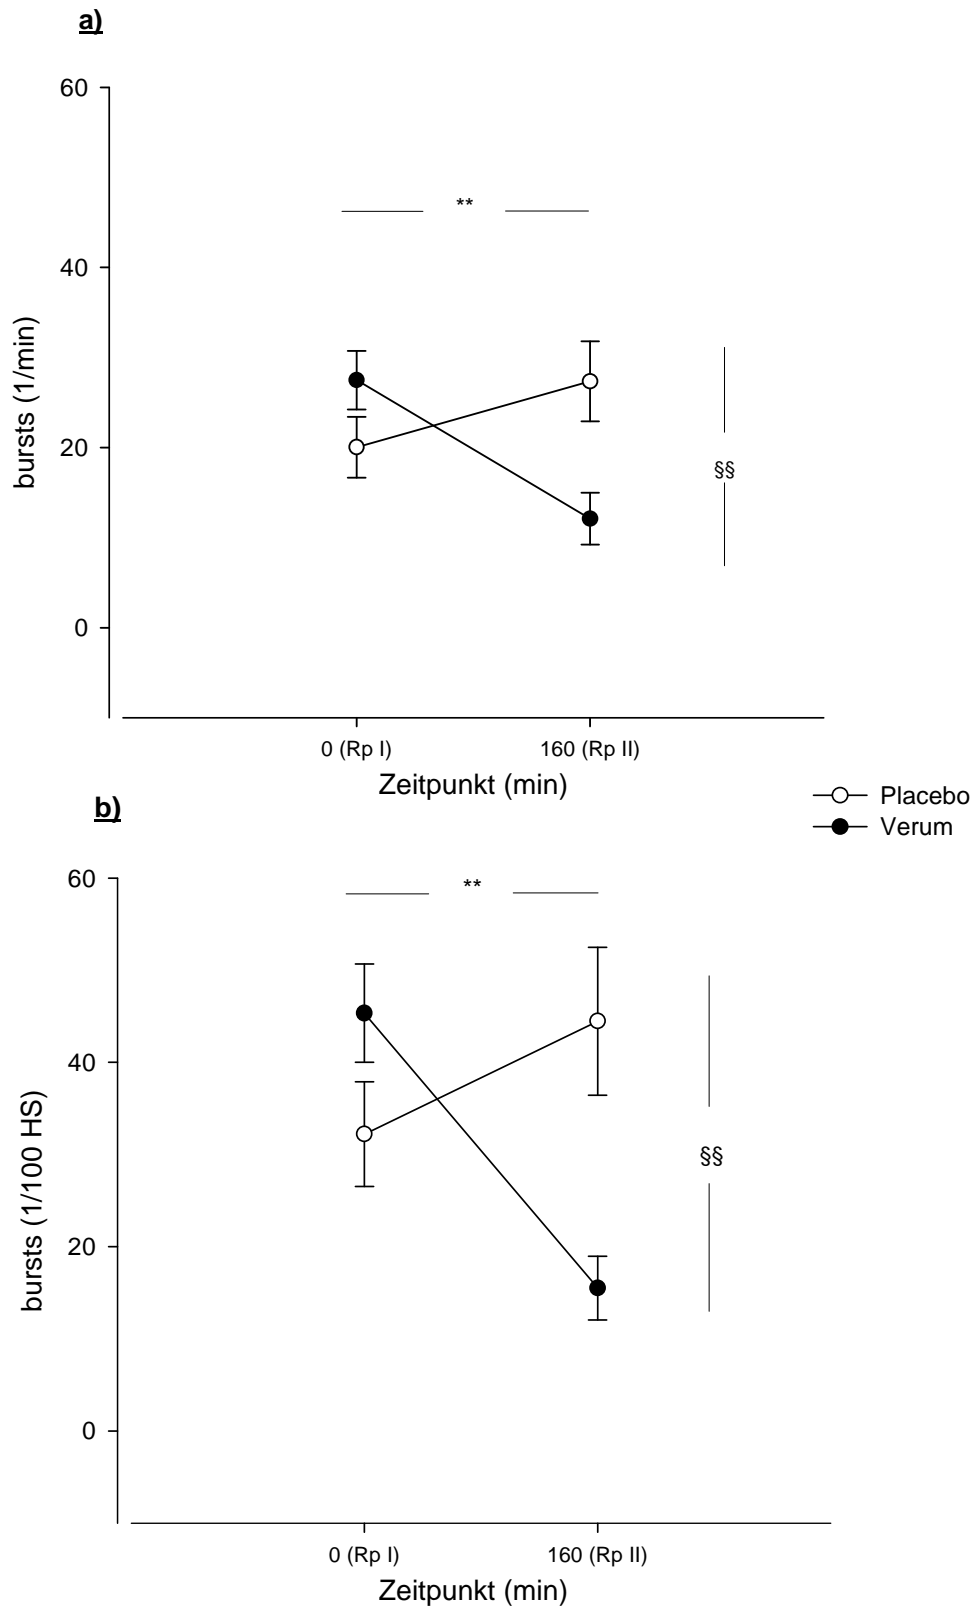 a)
60
**
40
bursts (1/min)
20
§§
0
0 (Rp I) 160 (Rp II)
Zeitpunkt (min)
Placebo
Verum
b)
60
**
40
bursts (1/100 HS)
§§
20
0
0 (Rp I) 160 (Rp II)
Zeitpunkt (min)